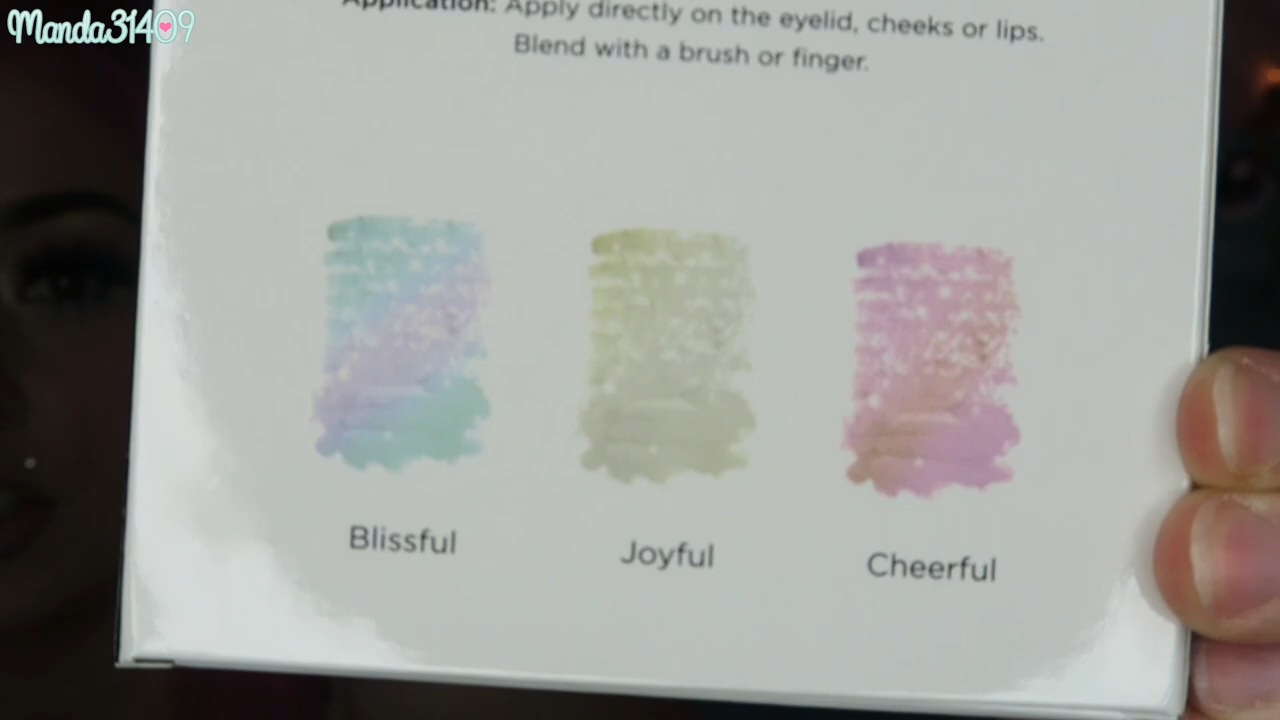 Manda31409
Application: Apply directly on the eyelid, cheeks or lips.
Blend with a brush or finger.
Blissful
Joyful
Cheerful